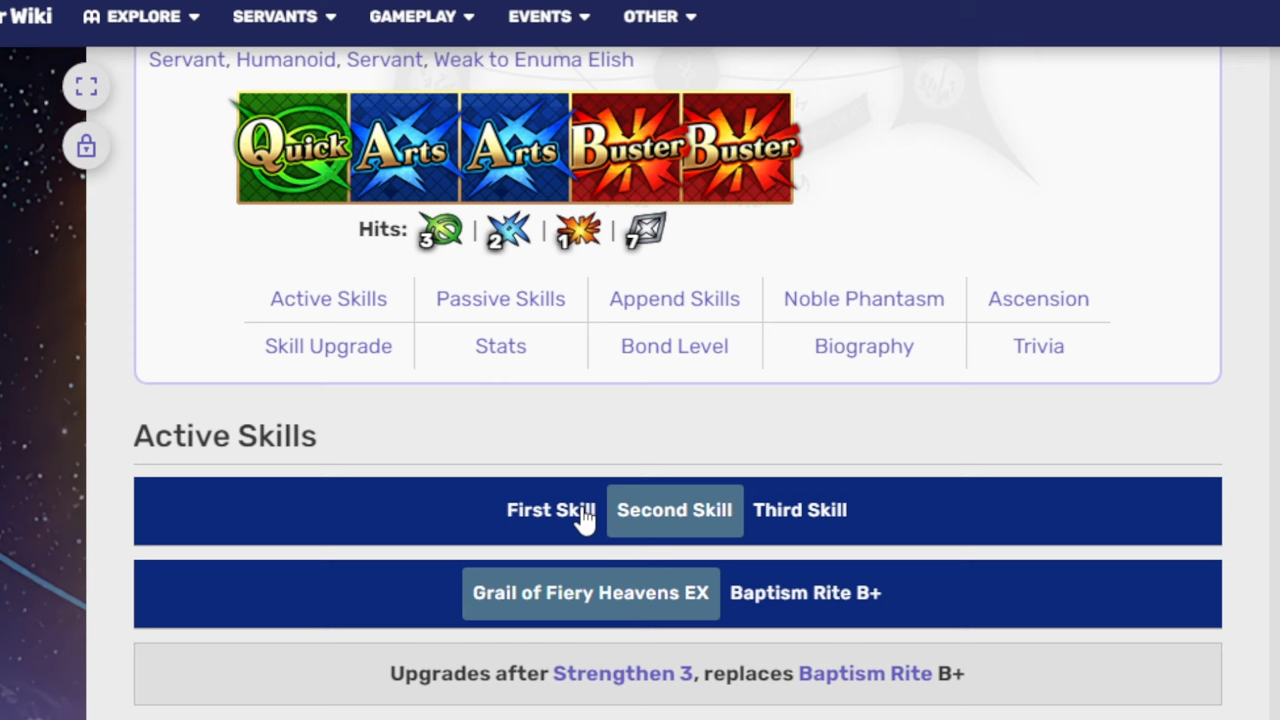 r Wiki EXPLORE SERVANTS GAMEPLAY EVENTS OTHER
Servant, Humanoid, Servant, Weak to Enuma Elish
Quick Arts Arts Buster Buster
Hits: 3 | 2 | 1 | 7
Active Skills Passive Skills Append Skills Noble Phantasm Ascension
Skill Upgrade Stats Bond Level Biography Trivia
Active Skills
First Skill Second Skill Third Skill
Grail of Fiery Heavens EX Baptism Rite B+
Upgrades after Strengthen 3, replaces Baptism Rite B+